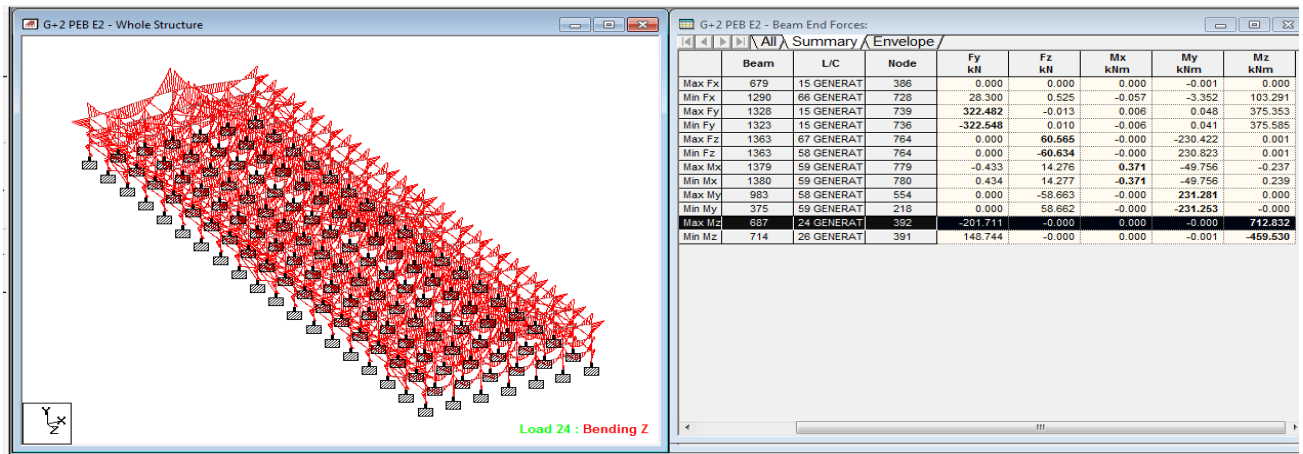 G+2 PEB E2 - Whole Structure
Load 24 : Bending Z
Y
X
Z
G+2 PEB E2 - Beam End Forces:
All Summary Envelope
Beam L/C Node Fy kN Fz kN Mx kNm My kNm Mz kNm
Max Fx 679 15 GENERAT 386 0.000 0.000 0.000 -0.001 0.000
Min Fx 1290 66 GENERAT 728 28.300 0.525 -0.057 -3.352 103.291
Max Fy 1328 15 GENERAT 739 322.482 -0.013 0.006 0.048 375.353
Min Fy 1323 15 GENERAT 736 -322.548 0.010 -0.006 0.041 375.585
Max Fz 1363 67 GENERAT 764 0.000 60.565 -0.000 -230.422 0.001
Min Fz 1363 58 GENERAT 764 0.000 -60.634 -0.000 230.823 0.001
Max Mx 1379 59 GENERAT 779 -0.433 14.276 0.371 -49.756 -0.237
Min Mx 1380 59 GENERAT 780 0.434 14.277 -0.371 -49.756 0.239
Max My 983 58 GENERAT 554 0.000 -58.663 -0.000 231.281 0.000
Min My 375 59 GENERAT 218 0.000 58.662 -0.000 -231.253 -0.000
Max Mz 687 24 GENERAT 392 -201.711 -0.000 0.000 -0.000 712.832
Min Mz 714 26 GENERAT 391 148.744 -0.000 0.000 -0.001 -459.530